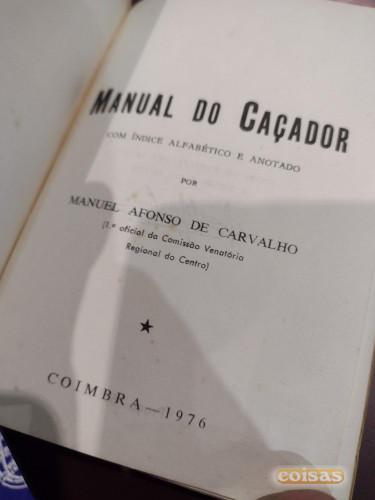 MANUAL DO CAÇADOR
COM ÍNDICE ALFABÉTICO E ANOTADO
POR
MANUEL AFONSO DE CARVALHO
(1.º oficial da Comissão Venatória
Regional do Centro)
COIMBRA—1976
coisas